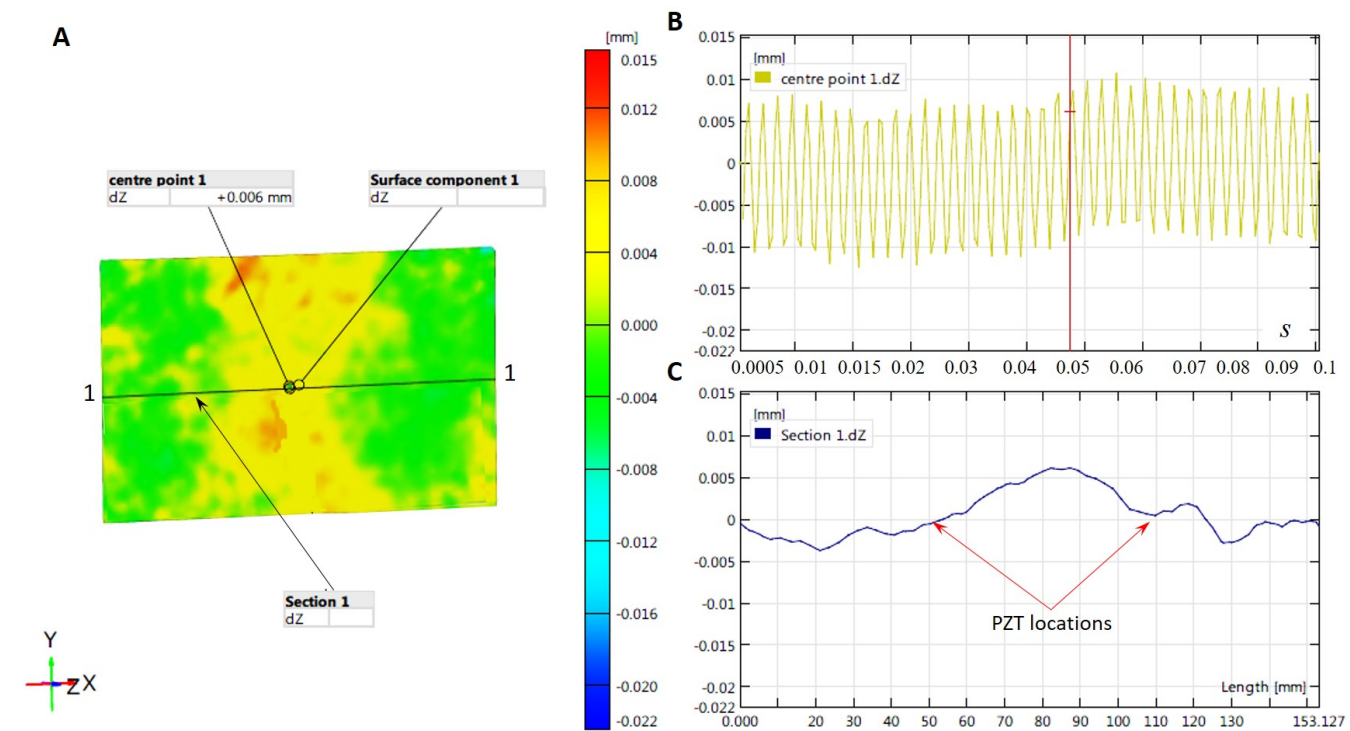 A
centre point 1
dZ +0.006 mm
Surface component 1
dZ
1
1
Section 1
dZ
Y
Z X
[mm]
0.015
0.012
0.008
0.004
0.000
-0.004
-0.008
-0.012
-0.016
-0.020
-0.022
B
0.015
0.01
0.005
0
-0.005
-0.01
-0.015
-0.02
-0.022
[mm]
centre point 1.dZ
s
0.0005 0.01 0.015 0.02 0.03 0.04 0.05 0.06 0.07 0.08 0.09 0.1
C
0.015
0.01
0.005
0
-0.005
-0.01
-0.015
-0.02
-0.022
[mm]
Section 1.dZ
PZT locations
Length [mm]
0.000 20 30 40 50 60 70 80 90 100 110 120 130 153.127